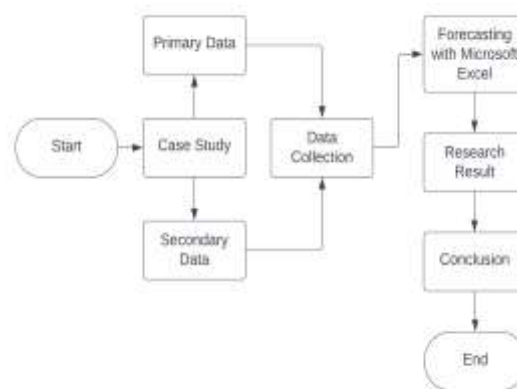 Primary Data
Forecasting
with Microsoft
Excel
Start
Case Study
Data
Collection
Research
Result
Secondary
Data
Conclusion
End